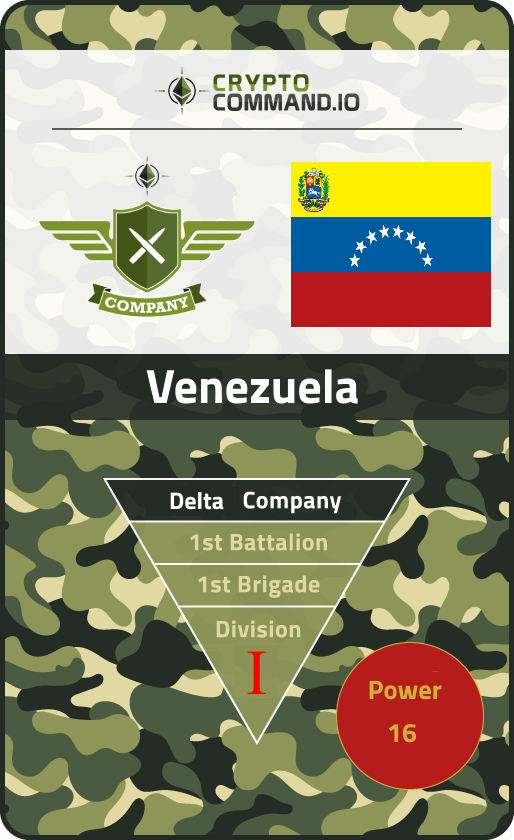 CRYPTO
COMMAND.IO
COMPANY
Venezuela
Delta Company
1st Battalion
1st Brigade
Division
I
Power
16